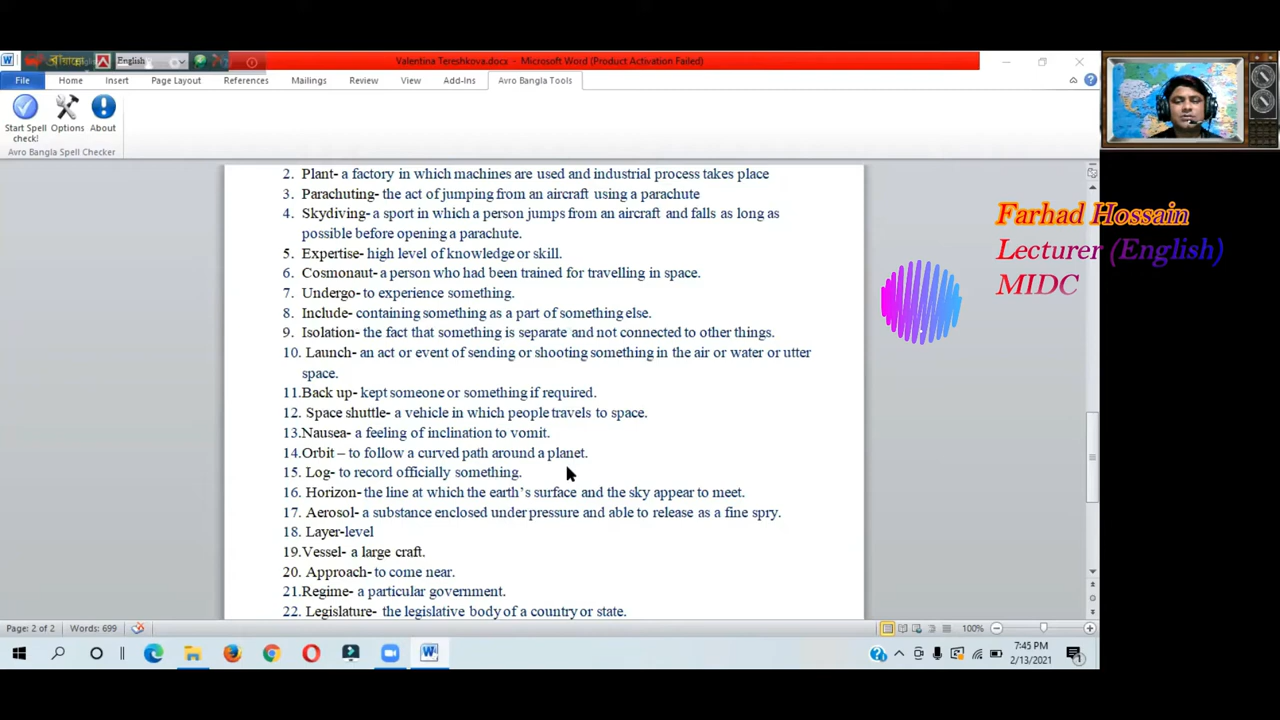 English
Valentina Tereshkova.docx - Microsoft Word (Product Activation Failed)
File Home Insert Page Layout References Mailings Review View Add-Ins Avro Bangla Tools
Start Spell check! Options About
Avro Bangla Spell Checker
2. Plant- a factory in which machines are used and industrial process takes place
3. Parachuting- the act of jumping from an aircraft using a parachute
4. Skydiving- a sport in which a person jumps from an aircraft and falls as long as
possible before opening a parachute.
5. Expertise- high level of knowledge or skill.
6. Cosmonaut- a person who had been trained for travelling in space.
7. Undergo- to experience something.
8. Include- containing something as a part of something else.
9. Isolation- the fact that something is separate and not connected to other things.
10. Launch- an act or event of sending or shooting something in the air or water or utter
space.
11.Back up- kept someone or something if required.
12. Space shuttle- a vehicle in which people travels to space.
13.Nausea- a feeling of inclination to vomit.
14.Orbit – to follow a curved path around a planet.
15. Log- to record officially something.
16. Horizon- the line at which the earth's surface and the sky appear to meet.
17. Aerosol- a substance enclosed under pressure and able to release as a fine spry.
18. Layer-level
19.Vessel- a large craft.
20. Approach- to come near.
21.Regime- a particular government.
22. Legislature- the legislative body of a country or state.
Farhad Hossain
Lecturer (English)
MIDC
Page: 2 of 2 Words: 699 100%
7:45 PM
2/13/2021